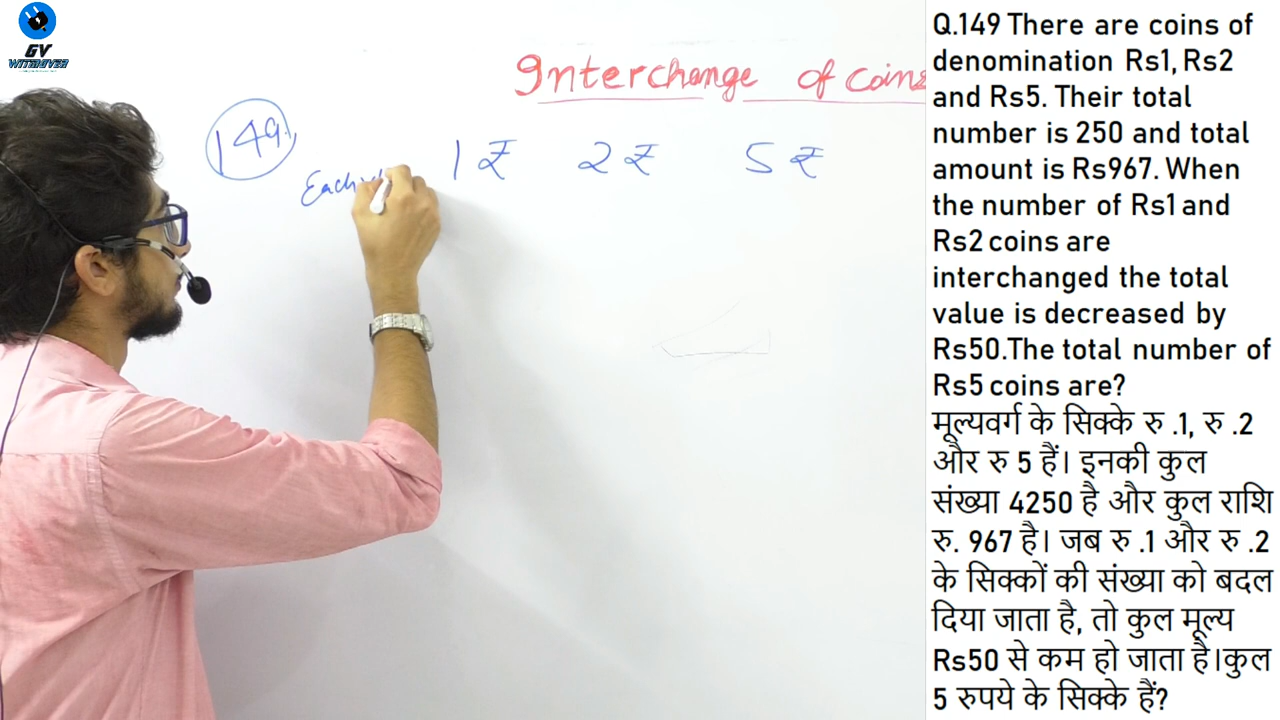 GV
Interchange of coins
149.
1₹ 2₹ 5₹
Q.149 There are coins of
denomination Rs1, Rs2
and Rs5. Their total
number is 250 and total
amount is Rs967. When
the number of Rs1 and
Rs2 coins are
interchanged the total
value is decreased by
Rs50.The total number of
Rs5 coins are?
मूल्यवर्ग के सिक्के रु .1, रु .2
और रु 5 हैं। इनकी कुल
संख्या 4250 है और कुल राशि
रु. 967 है। जब रु .1 और रु .2
के सिक्कों की संख्या को बदल
दिया जाता है, तो कुल मूल्य
Rs50 से कम हो जाता है।कुल
5 रुपये के सिक्के हैं?